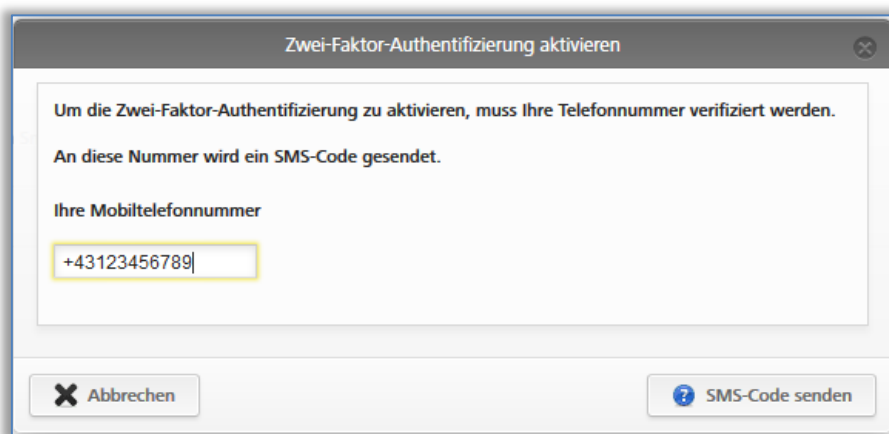 Zwei-Faktor-Authentifizierung aktivieren
Um die Zwei-Faktor-Authentifizierung zu aktivieren, muss Ihre Telefonnummer verifiziert werden.
An diese Nummer wird ein SMS-Code gesendet.
Ihre Mobiltelefonnummer
+43123456789
Abbrechen
SMS-Code senden